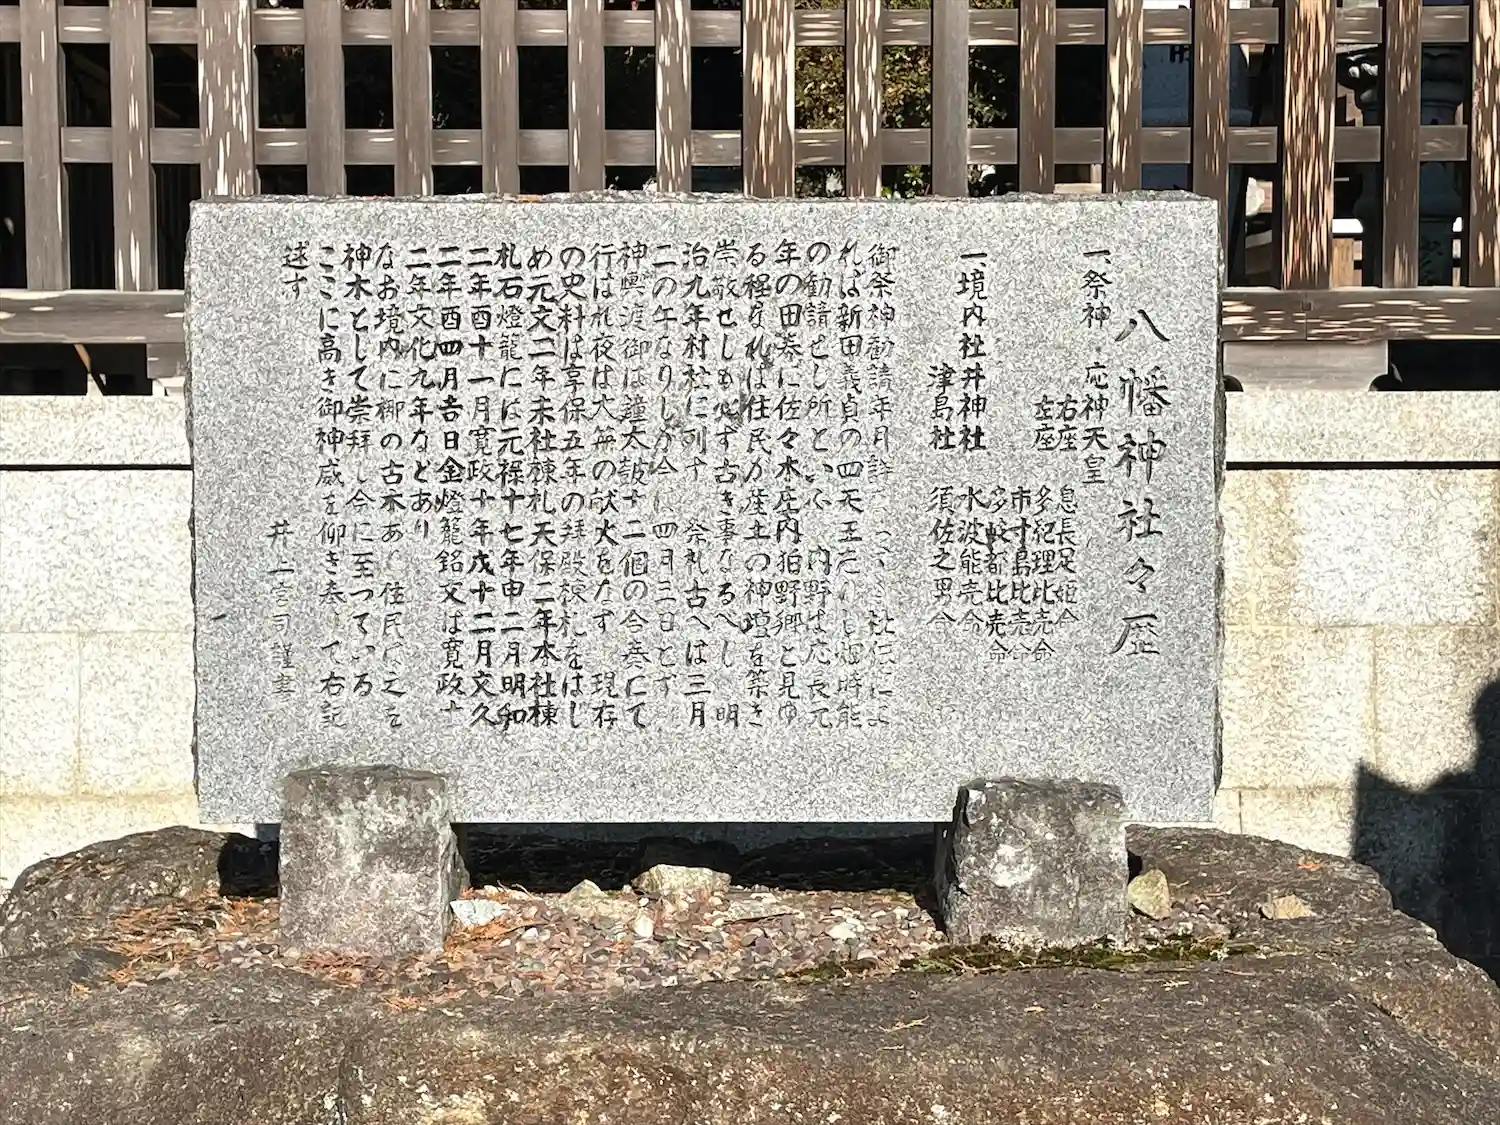 八幡神社々歴
一、祭神 応神天皇
右座 息長足姫命
左座 多紀理比売命
市寸島比売命
多岐都比売命
一、境内社井神社 水波能売命
津島社 須佐之男命
御祭神勧請年月詳 社伝によ
れば新田義貞の四天王 畑時能
の勧請せし所といふ 内野は応長元
年の田券に佐々木庄内狛野郷と見ゆ
る程なれば住民が産土の神壇を築き
崇敬せしも必ず古き事なるべし 明
治九年村社に列す 祭礼古へは三月
二の午なりしが今は四月三日とす
神輿渡御は鐘太鼓十二個の合奏にて
行はれ夜は大 の献火をなす 現存
の史料は享保五年の拝殿棟札をはじ
め元文二年末社棟札天保二年本社棟
札石燈籠には元禄十七年申二月明和
二年酉十一月寛政十年戊十二月文久
二年酉四月吉日金燈籠銘文は寛政十
二年文化九年などあり
なお境内に椰の古木あり住民は之を
神木として崇拝し今に至っている
ここに高き御神威を仰ぎ奉りて右記
述す
井上宮司謹書